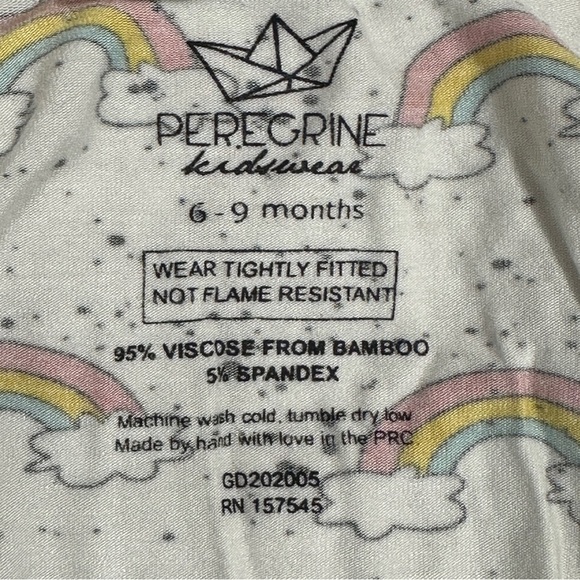 PEREGRINE
kidswear
6 - 9 months
WEAR TIGHTLY FITTED
NOT FLAME RESISTANT
95% VISCOSE FROM BAMBOO
5% SPANDEX
Machine wash cold, tumble dry low
Made by hand with love in the PRC
GD202005
RN 157545